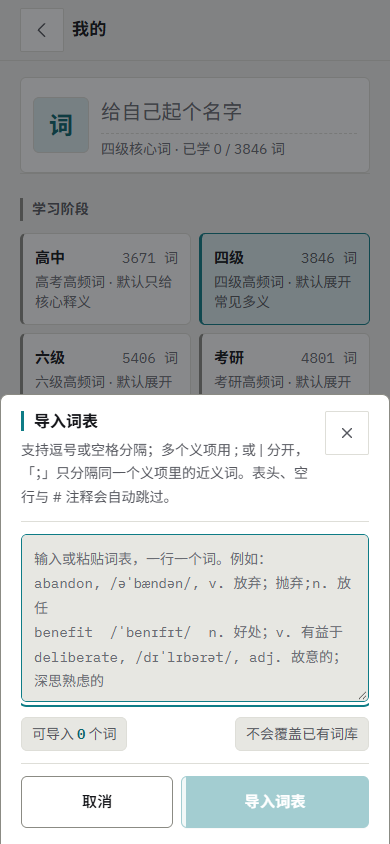 我的
词
给自己起个名字
四级核心词 · 已学 0 / 3846 词
学习阶段
高中 3671 词
高考高频词 · 默认只给
核心释义
四级 3846 词
四级高频词 · 默认展开
常见多义
六级 5406 词
六级高频词 · 默认展开
考研 4801 词
考研高频词 · 默认展开
导入词表
支持逗号或空格分隔；多个义项用 ; 或 | 分开，
「；」只分隔同一个义项里的近义词。表头、空
行与 # 注释会自动跳过。
输入或粘贴词表，一行一个词。例如：
abandon, /əˈbændən/, v. 放弃；抛弃;n. 放
任
benefit  /ˈbenɪfɪt/  n. 好处; v. 有益于
deliberate, /dɪˈlɪbərət/, adj. 故意的；
深思熟虑的
可导入 0 个词
不会覆盖已有词库
取消
导入词表